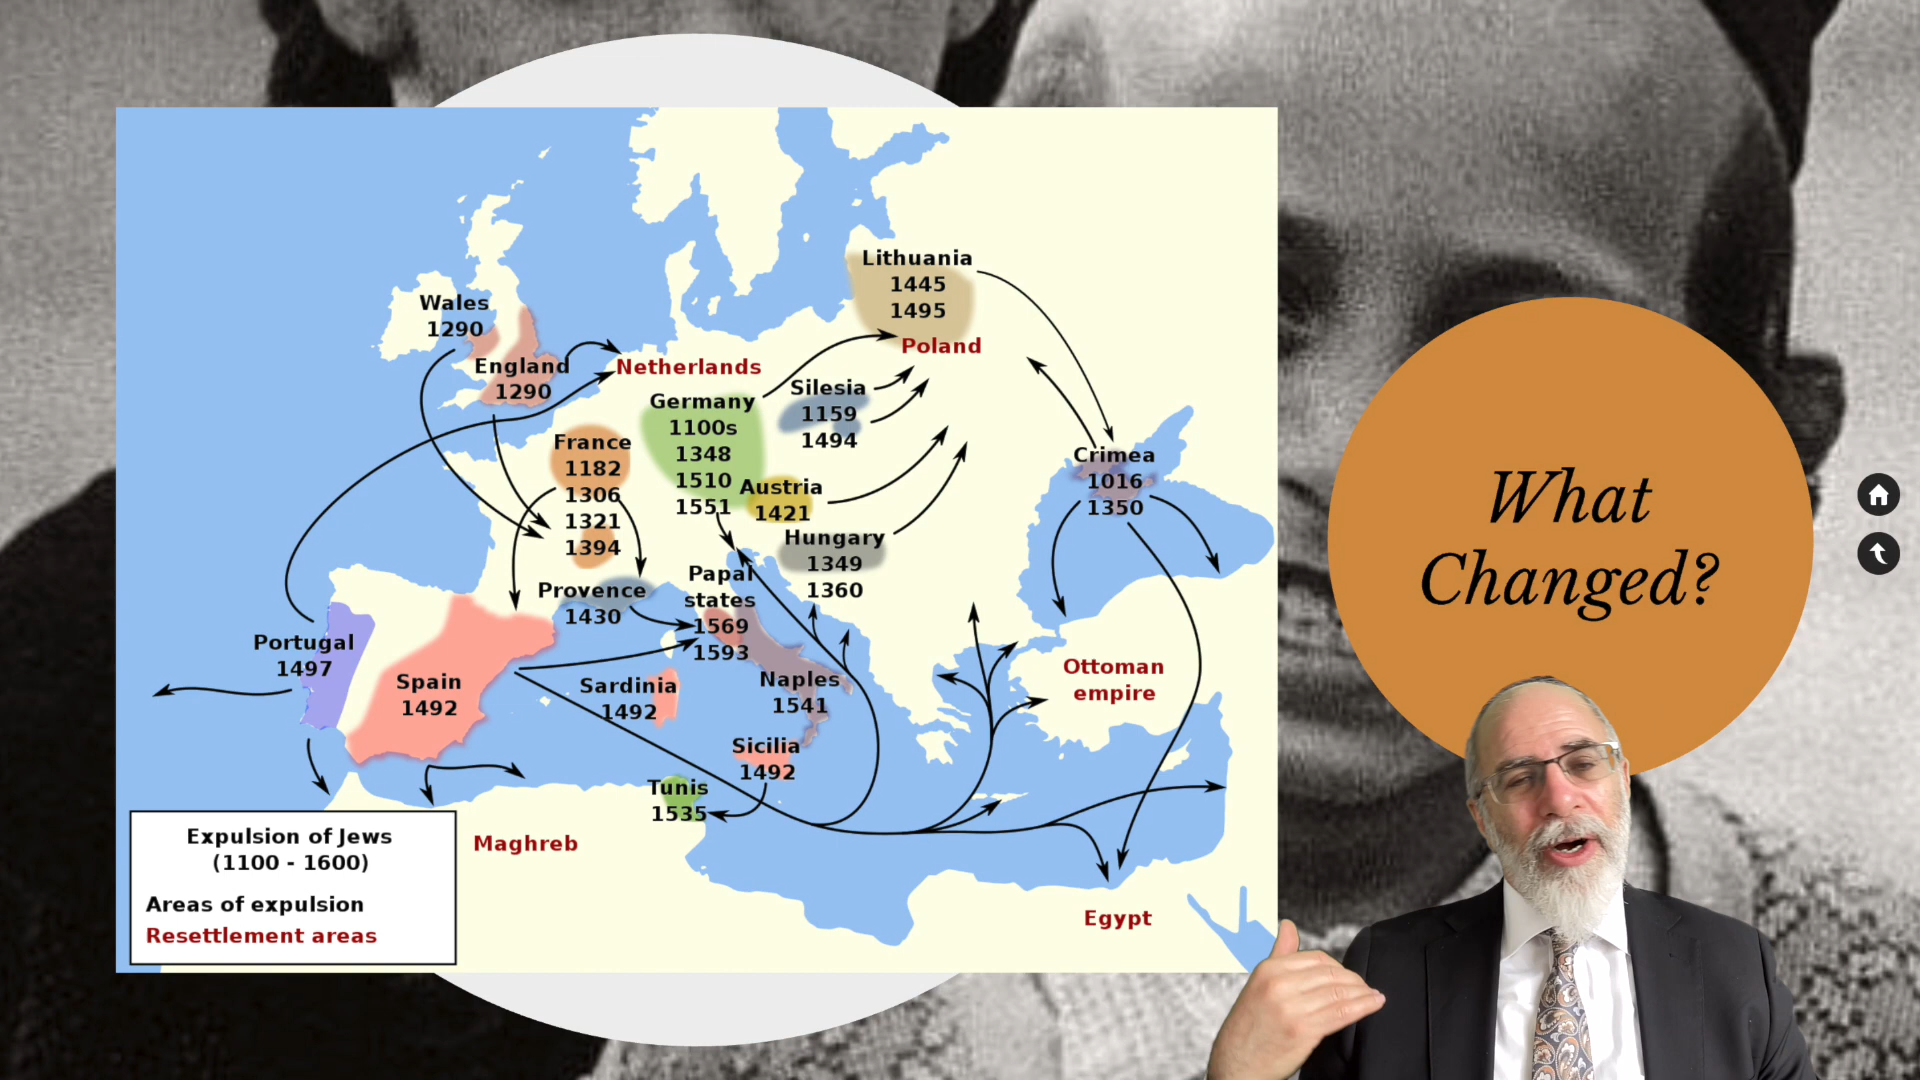 Lithuania
1445
1495
Wales
1290
Poland
England
1290
Netherlands
Silesia
1159
1494
Germany
1100s
1348
1510
1551
France
1182
1306
1321
1394
Crimea
1016
1350
Austria
1421
Hungary
1349
1360
Papal
states
1569
1593
Provence
1430
Portugal
1497
Spain
1492
Sardinia
1492
Naples
1541
Ottoman
empire
Sicilia
1492
Tunis
1535
Maghreb
Egypt
Expulsion of Jews
(1100 - 1600)
Areas of expulsion
Resettlement areas
What
Changed?